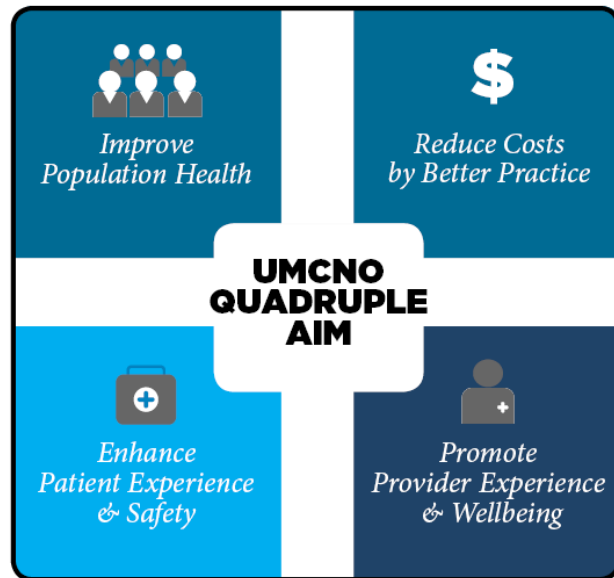 Improve
Population Health
$
Reduce Costs
by Better Practice
UMCNO
QUADRUPLE
AIM
Enhance
Patient Experience
& Safety
Promote
Provider Experience
& Wellbeing